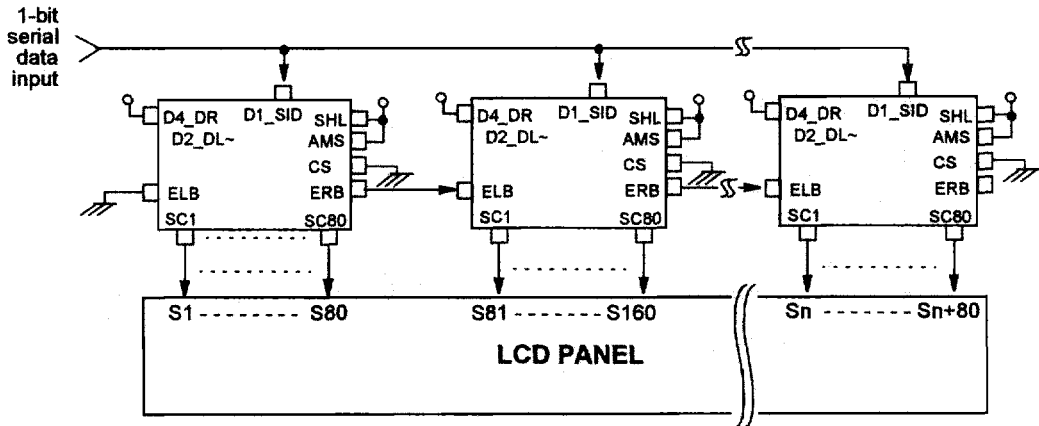 1-bit
serial
data
input
D4_DR D1_SID SHL
D2_DL~ AMS
CS
ELB ERB
SC1 SC80
D4_DR D1_SID SHL
D2_DL~ AMS
CS
ELB ERB
SC1 SC80
D4_DR D1_SID SHL
D2_DL~ AMS
CS
ELB ERB
SC1 SC80
S1 -------- S80 S81 -------- S160 Sn -------- Sn+80
LCD PANEL